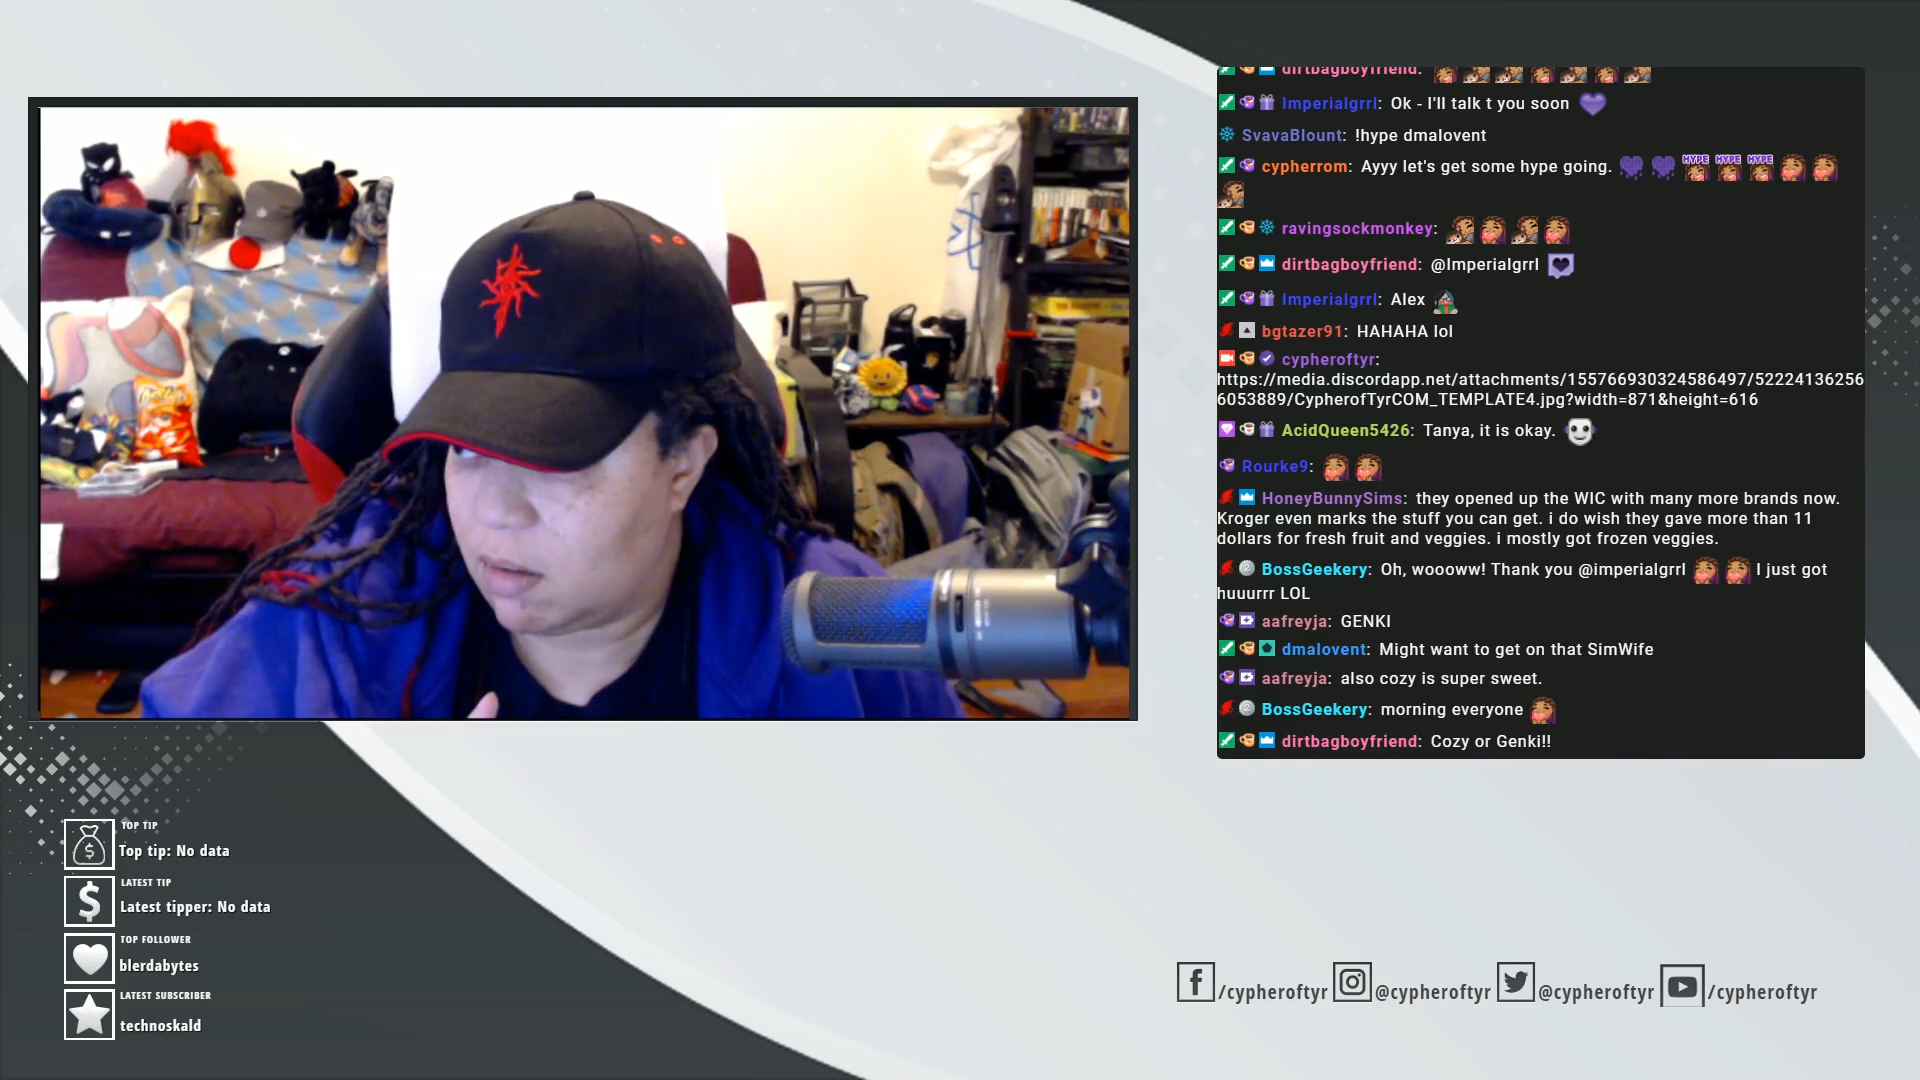 dirtbagboyfriend:
Imperialgrrl: Ok - I'll talk t you soon
SvavaBlount: !hype dmalovent
cypherrom: Ayyy let's get some hype going. HYPE HYPE HYPE
ravingsockmonkey:
dirtbagboyfriend: @Imperialgrrl
Imperialgrrl: Alex
bgtazer91: HAHAHA lol
cypheroftyr:
https://media.discordapp.net/attachments/155766930324586497/52224136256
6053889/CypherofTyrCOM_TEMPLATE4.jpg?width=871&height=616
AcidQueen5426: Tanya, it is okay.
Rourke9:
HoneyBunnySims: they opened up the WIC with many more brands now.
Kroger even marks the stuff you can get. i do wish they gave more than 11
dollars for fresh fruit and veggies. i mostly got frozen veggies.
BossGeekery: Oh, woooww! Thank you @imperialgrrl I just got
huuurrr LOL
aafreyja: GENKI
dmalovent: Might want to get on that SimWife
aafreyja: also cozy is super sweet.
BossGeekery: morning everyone
dirtbagboyfriend: Cozy or Genki!!
TOP TIP
Top tip: No data
LATEST TIP
Latest tipper: No data
TOP FOLLOWER
blerdabytes
LATEST SUBSCRIBER
technoskald
/cypheroftyr @cypheroftyr @cypheroftyr /cypheroftyr